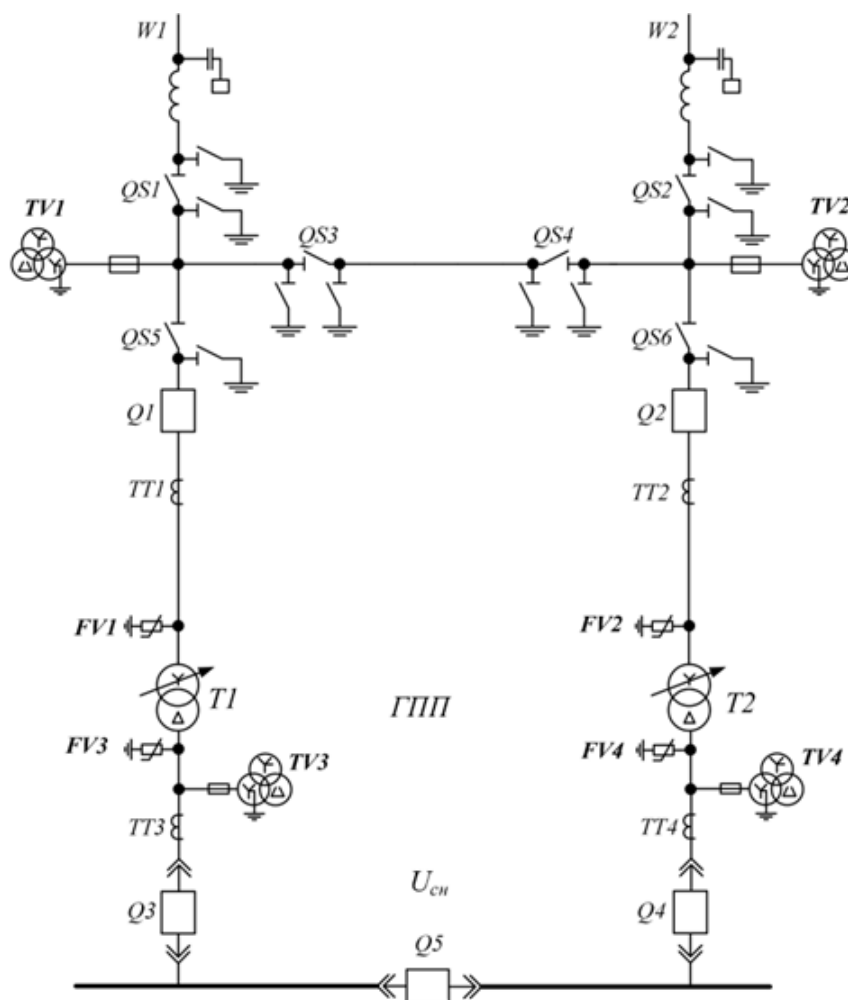 W1 W2
QS1 QS2
TV1 TV2
QS3 QS4
QS5 QS6
Q1 Q2
TT1 TT2
FV1 FV2
T1 ГПП T2
FV3 TV3 FV4 TV4
TT3 TT4
Uсн
Q3 Q4
Q5